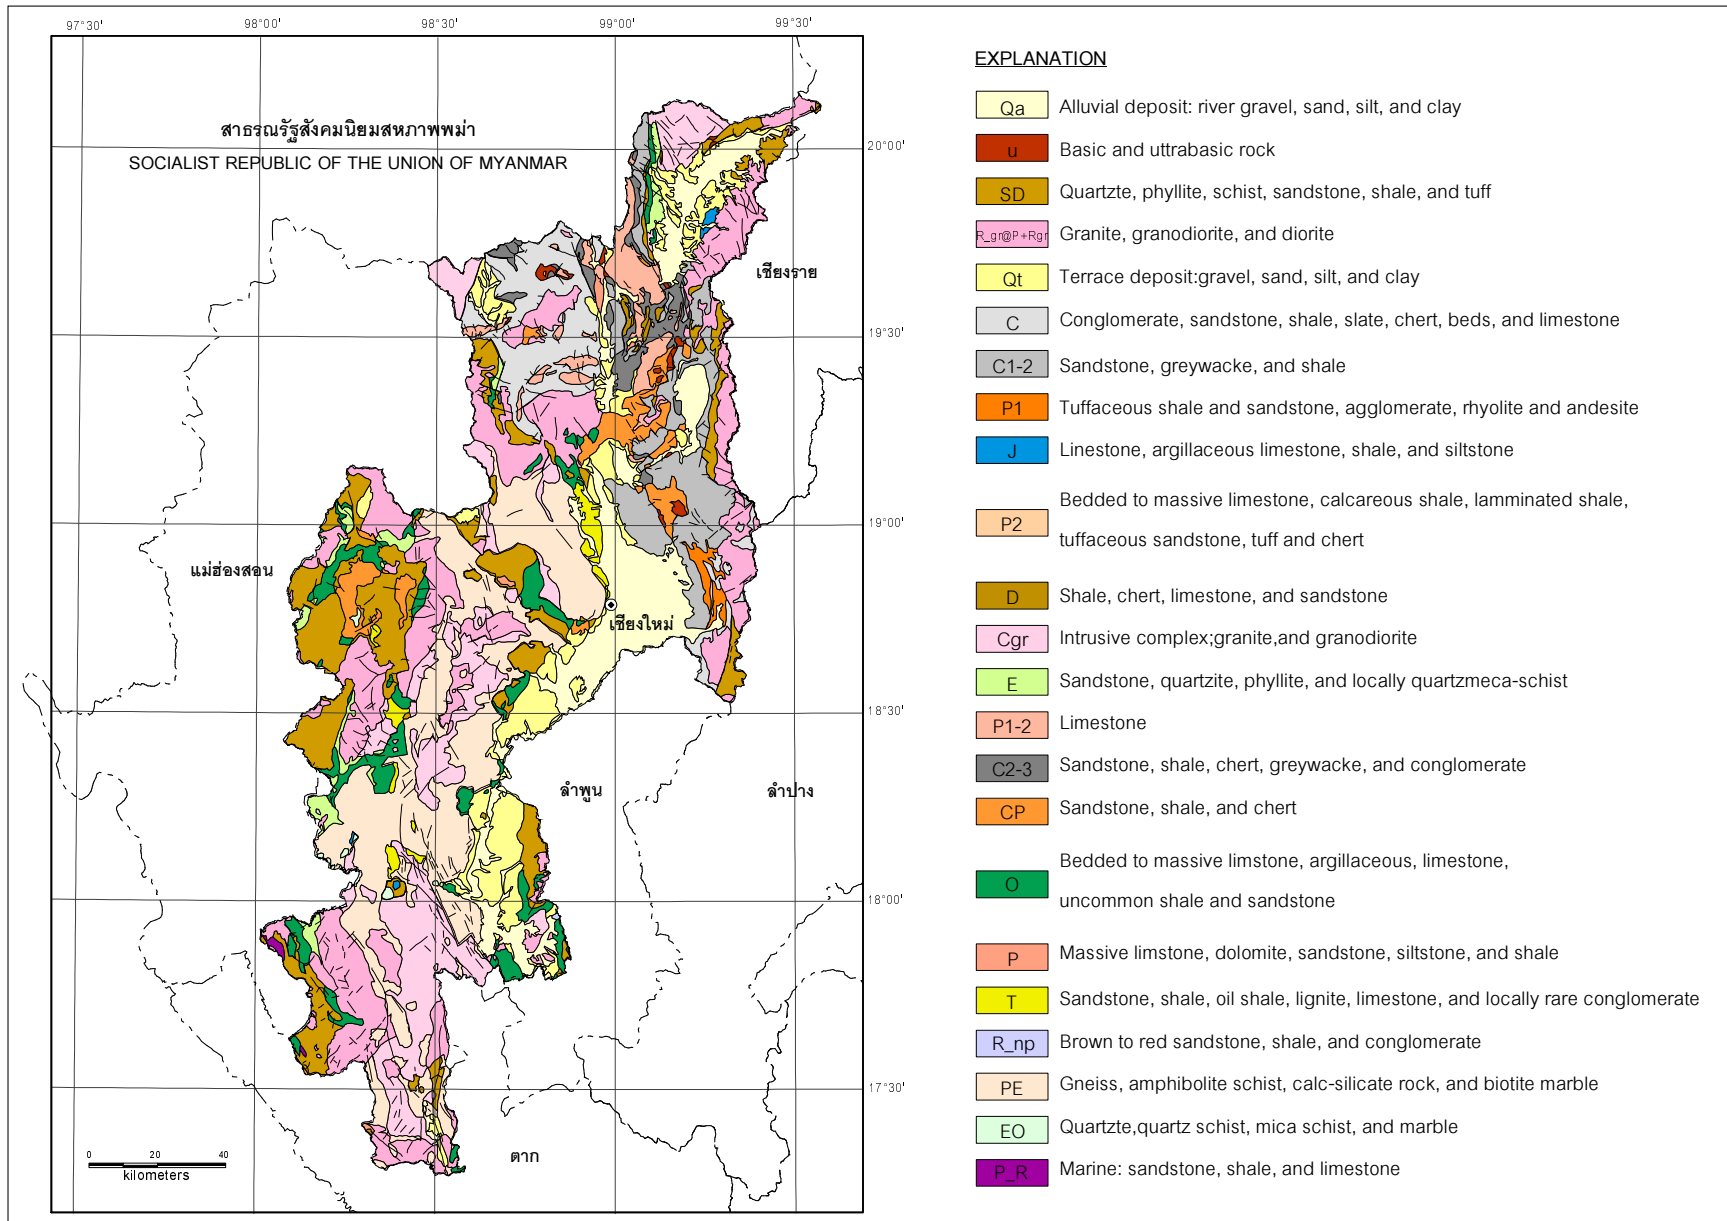 97°30'
98°00'
98°30'
99°00'
99°30'
สาธรณรัฐสังคมนิยมสหภาพพม่า
SOCIALIST REPUBLIC OF THE UNION OF MYANMAR
20°00'
เชียงราย
19°30'
19°00'
แม่ฮ่องสอน
เชียงใหม่
18°30'
ลำพูน
ลำปาง
18°00'
17°30'
ตาก
0 20 40
kilometers
EXPLANATION
Qa Alluvial deposit: river gravel, sand, silt, and clay
u Basic and uttrabasic rock
SD Quartzte, phyllite, schist, sandstone, shale, and tuff
R_gr@P+Rgr Granite, granodiorite, and diorite
Qt Terrace deposit:gravel, sand, silt, and clay
C Conglomerate, sandstone, shale, slate, chert, beds, and limestone
C1-2 Sandstone, greywacke, and shale
P1 Tuffaceous shale and sandstone, agglomerate, rhyolite and andesite
J Linestone, argillaceous limestone, shale, and siltstone
P2 Bedded to massive limestone, calcareous shale, lamminated shale,
tuffaceous sandstone, tuff and chert
D Shale, chert, limestone, and sandstone
Cgr Intrusive complex;granite,and granodiorite
E Sandstone, quartzite, phyllite, and locally quartzmeca-schist
P1-2 Limestone
C2-3 Sandstone, shale, chert, greywacke, and conglomerate
CP Sandstone, shale, and chert
O Bedded to massive limstone, argillaceous, limestone,
uncommon shale and sandstone
P Massive limstone, dolomite, sandstone, siltstone, and shale
T Sandstone, shale, oil shale, lignite, limestone, and locally rare conglomerate
R_np Brown to red sandstone, shale, and conglomerate
PE Gneiss, amphibolite schist, calc-silicate rock, and biotite marble
EO Quartzte,quartz schist, mica schist, and marble
P_R Marine: sandstone, shale, and limestone